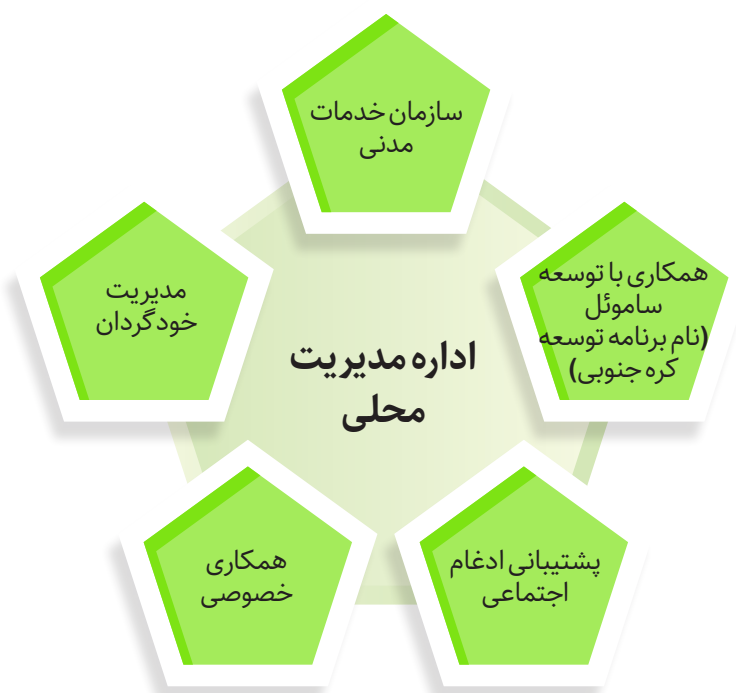 سازمان خدمات
مدنی
همکاری با توسعه
ساموئل
(نام برنامه توسعه
کره جنوبی)
مدیریت
خودگردان
اداره مدیریت
محلی
پشتیبانی ادغام
اجتماعی
همکاری
خصوصی